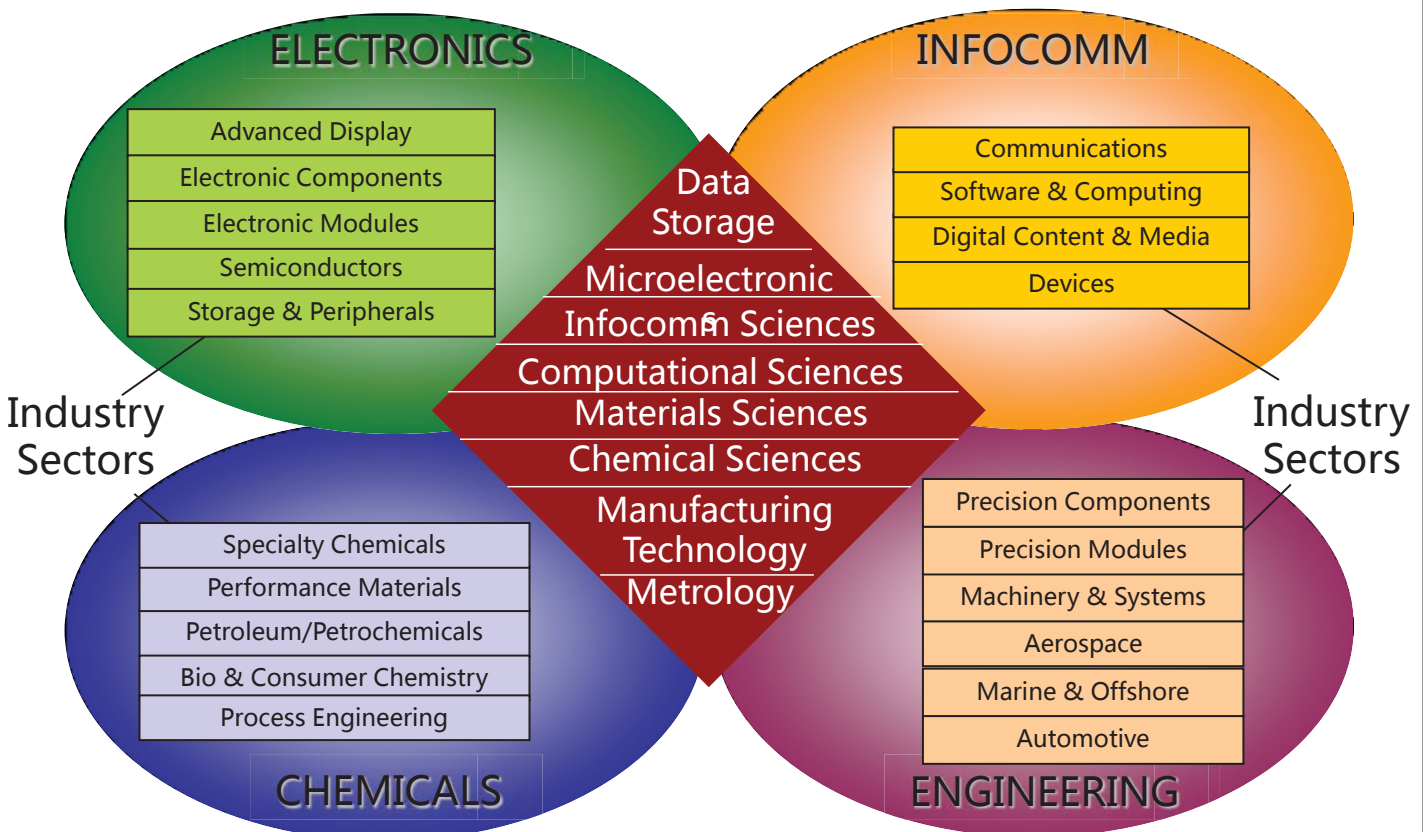 ELECTRONICS
Advanced Display
Electronic Components
Electronic Modules
Semiconductors
Storage & Peripherals
INFOCOMM
Communications
Software & Computing
Digital Content & Media
Devices
Data
Storage
Microelectronic
s
Infocomm Sciences
Computational Sciences
Materials Sciences
Chemical Sciences
Manufacturing
Technology
Metrology
Industry
Sectors
Industry
Sectors
Specialty Chemicals
Performance Materials
Petroleum/Petrochemicals
Bio & Consumer Chemistry
Process Engineering
CHEMICALS
Precision Components
Precision Modules
Machinery & Systems
Aerospace
Marine & Offshore
Automotive
ENGINEERING